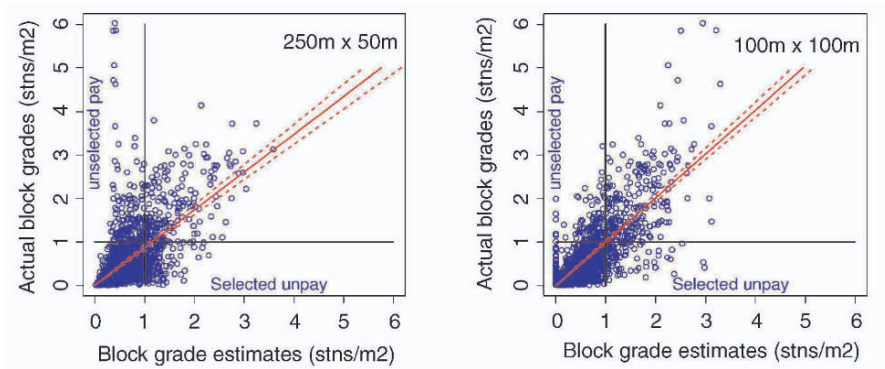 250m x 50m
Actual block grades (stns/m2)
unselected pay
Selected unpay
6
5
4
3
2
1
0
0 1 2 3 4 5 6
Block grade estimates (stns/m2)
100m x 100m
Actual block grades (stns/m2)
unselected pay
Selected unpay
6
5
4
3
2
1
0
0 1 2 3 4 5 6
Block grade estimates (stns/m2)